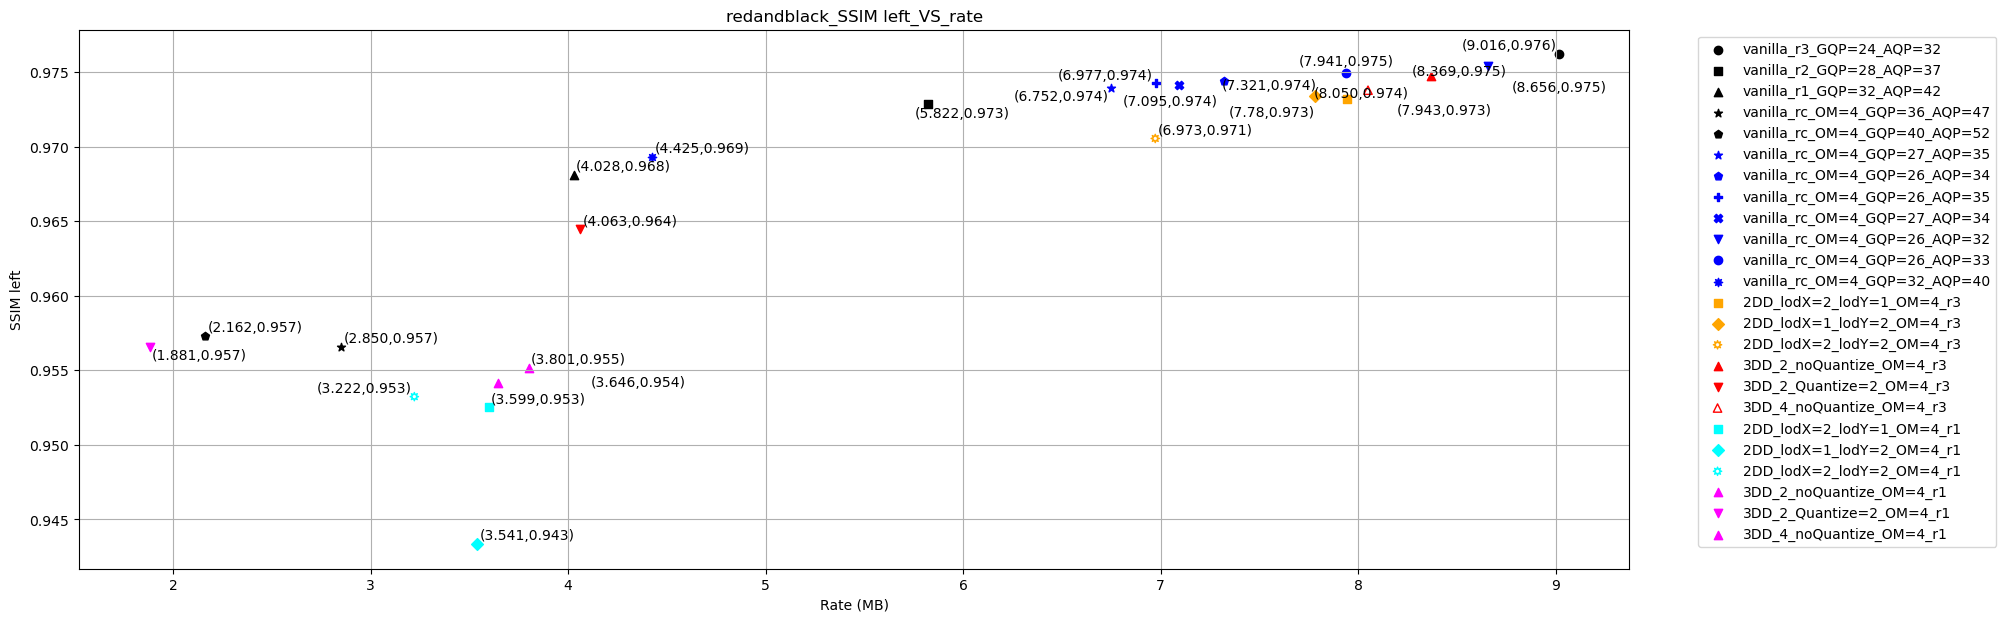 redandblack_SSIM left_VS_rate
SSIM left
0.975
0.970
0.965
0.960
0.955
0.950
0.945
(9.016,0.976)
(7.941,0.975)
(8.369,0.975)
(8.656,0.975)
(6.977,0.974)
(7.321,0.974)
(6.752,0.974)
(8.050,0.974)
(7.095,0.974)
(5.822,0.973)
(7.78,0.973)
(7.943,0.973)
(6.973,0.971)
(4.425,0.969)
(4.028,0.968)
(4.063,0.964)
(2.162,0.957)
(2.850,0.957)
(1.881,0.957)
(3.801,0.955)
(3.646,0.954)
(3.222,0.953)
(3.599,0.953)
(3.541,0.943)
2
3
4
5
6
7
8
9
Rate (MB)
vanilla_r3_GQP=24_AQP=32
vanilla_r2_GQP=28_AQP=37
vanilla_r1_GQP=32_AQP=42
vanilla_rc_OM=4_GQP=36_AQP=47
vanilla_rc_OM=4_GQP=40_AQP=52
vanilla_rc_OM=4_GQP=27_AQP=35
vanilla_rc_OM=4_GQP=26_AQP=34
vanilla_rc_OM=4_GQP=26_AQP=35
vanilla_rc_OM=4_GQP=27_AQP=34
vanilla_rc_OM=4_GQP=26_AQP=32
vanilla_rc_OM=4_GQP=26_AQP=33
vanilla_rc_OM=4_GQP=32_AQP=40
2DD_lodX=2_lodY=1_OM=4_r3
2DD_lodX=1_lodY=2_OM=4_r3
2DD_lodX=2_lodY=2_OM=4_r3
3DD_2_noQuantize_OM=4_r3
3DD_2_Quantize=2_OM=4_r3
3DD_4_noQuantize_OM=4_r3
2DD_lodX=2_lodY=1_OM=4_r1
2DD_lodX=1_lodY=2_OM=4_r1
2DD_lodX=2_lodY=2_OM=4_r1
3DD_2_noQuantize_OM=4_r1
3DD_2_Quantize=2_OM=4_r1
3DD_4_noQuantize_OM=4_r1